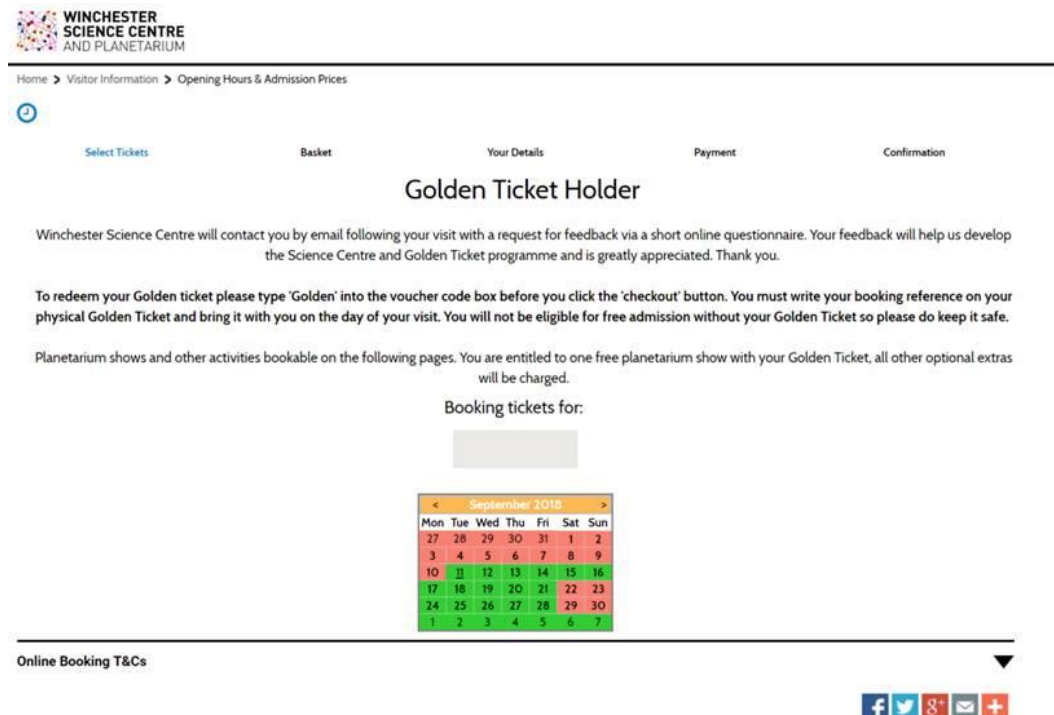 WINCHESTER
SCIENCE CENTRE
AND PLANETARIUM
Home > Visitor Information > Opening Hours & Admission Prices
Select Tickets Basket Your Details Payment Confirmation
Golden Ticket Holder
Winchester Science Centre will contact you by email following your visit with a request for feedback via a short online questionnaire. Your feedback will help us develop
the Science Centre and Golden Ticket programme and is greatly appreciated. Thank you.
To redeem your Golden ticket please type 'Golden' into the voucher code box before you click the 'checkout' button. You must write your booking reference on your
physical Golden Ticket and bring it with you on the day of your visit. You will not be eligible for free admission without your Golden Ticket so please do keep it safe.
Planetarium shows and other activities bookable on the following pages. You are entitled to one free planetarium show with your Golden Ticket, all other optional extras
will be charged.
Booking tickets for:
< September 2018 >
Mon Tue Wed Thu Fri Sat Sun
27 28 29 30 31 1 2
3 4 5 6 7 8 9
10 11 12 13 14 15 16
17 18 19 20 21 22 23
24 25 26 27 28 29 30
1 2 3 4 5 6 7
Online Booking T&Cs